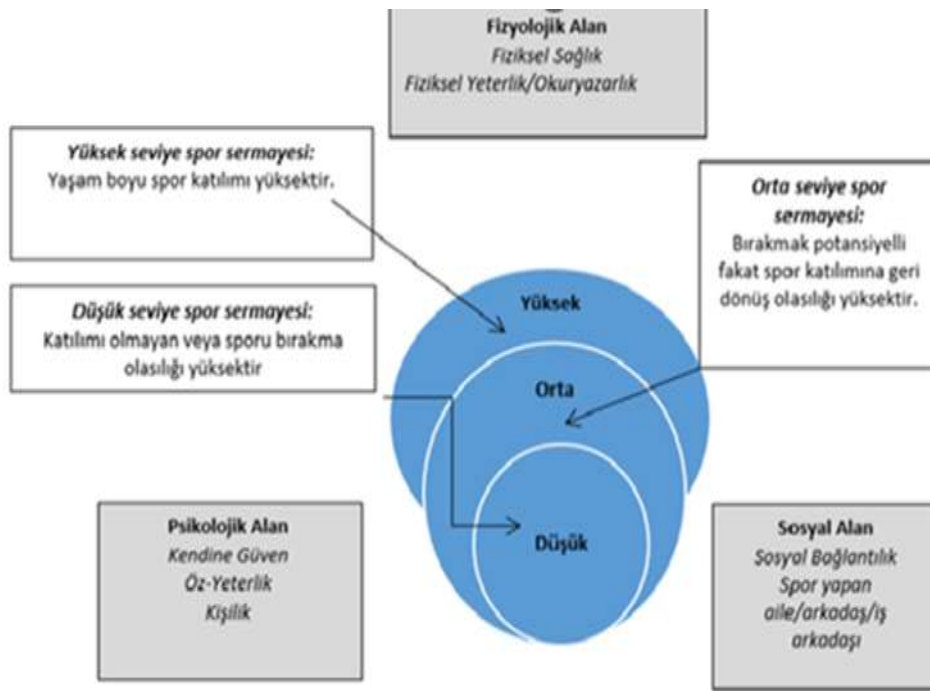 Fizyolojik Alan
Fiziksel Sağlık
Fiziksel Yeterlik/Okuryazarlık
Yüksek seviye spor sermayesi:
Yaşam boyu spor katılımı yüksektir.
Orta seviye spor
sermayesi:
Bırakmak potansiyelli
fakat spor katılımına geri
dönüş olasılığı yüksektir.
Düşük seviye spor sermayesi:
Katılımı olmayan veya sporu bırakma
olasılığı yüksektir
Yüksek
Orta
Düşük
Psikolojik Alan
Kendine Güven
Öz-Yeterlik
Kişilik
Sosyal Alan
Sosyal Bağlantılık
Spor yapan
aile/arkadaş/iş
arkadaşı